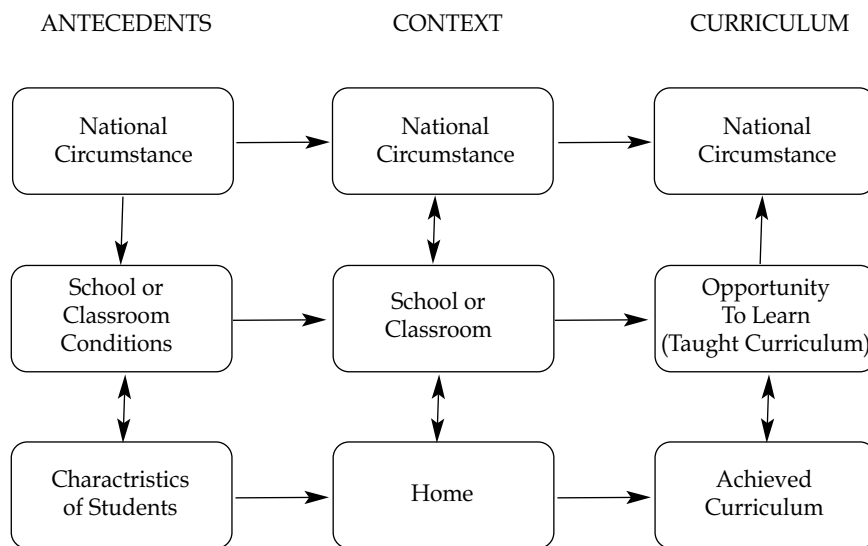 ANTECEDENTS
CONTEXT
CURRICULUM
National
Circumstance
National
Circumstance
National
Circumstance
School or
Classroom
Conditions
School or
Classroom
Opportunity
To Learn
(Taught Curriculum)
Charactristics
of Students
Home
Achieved
Curriculum